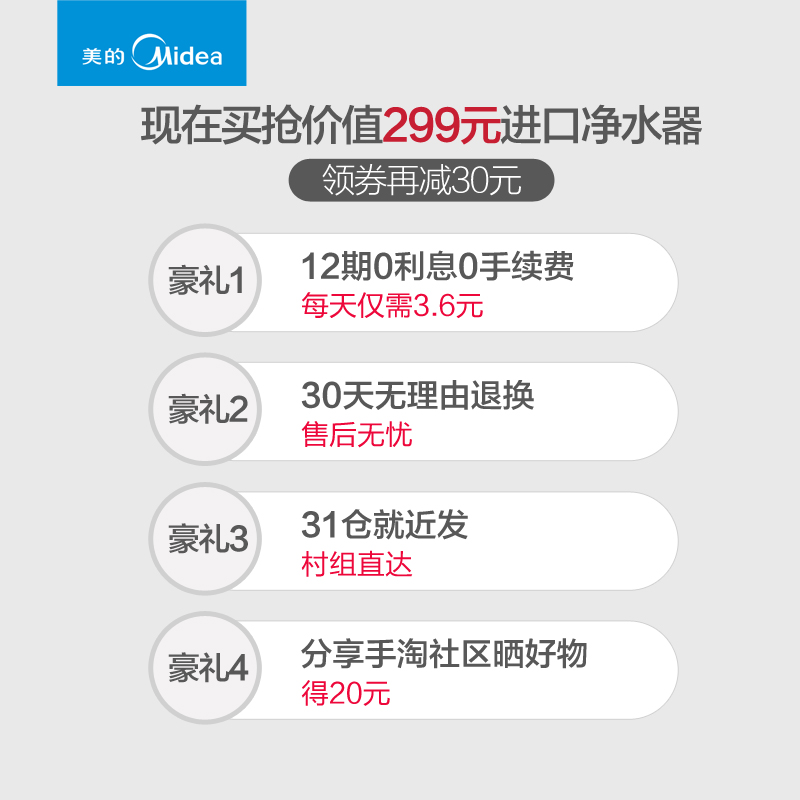 美的 Midea
现在买抢价值299元进口净水器
领券再减30元
豪礼1
12期0利息0手续费
每天仅需3.6元
豪礼2
30天无理由退换
售后无忧
豪礼3
31仓就近发
村组直达
豪礼4
分享手淘社区晒好物
得20元